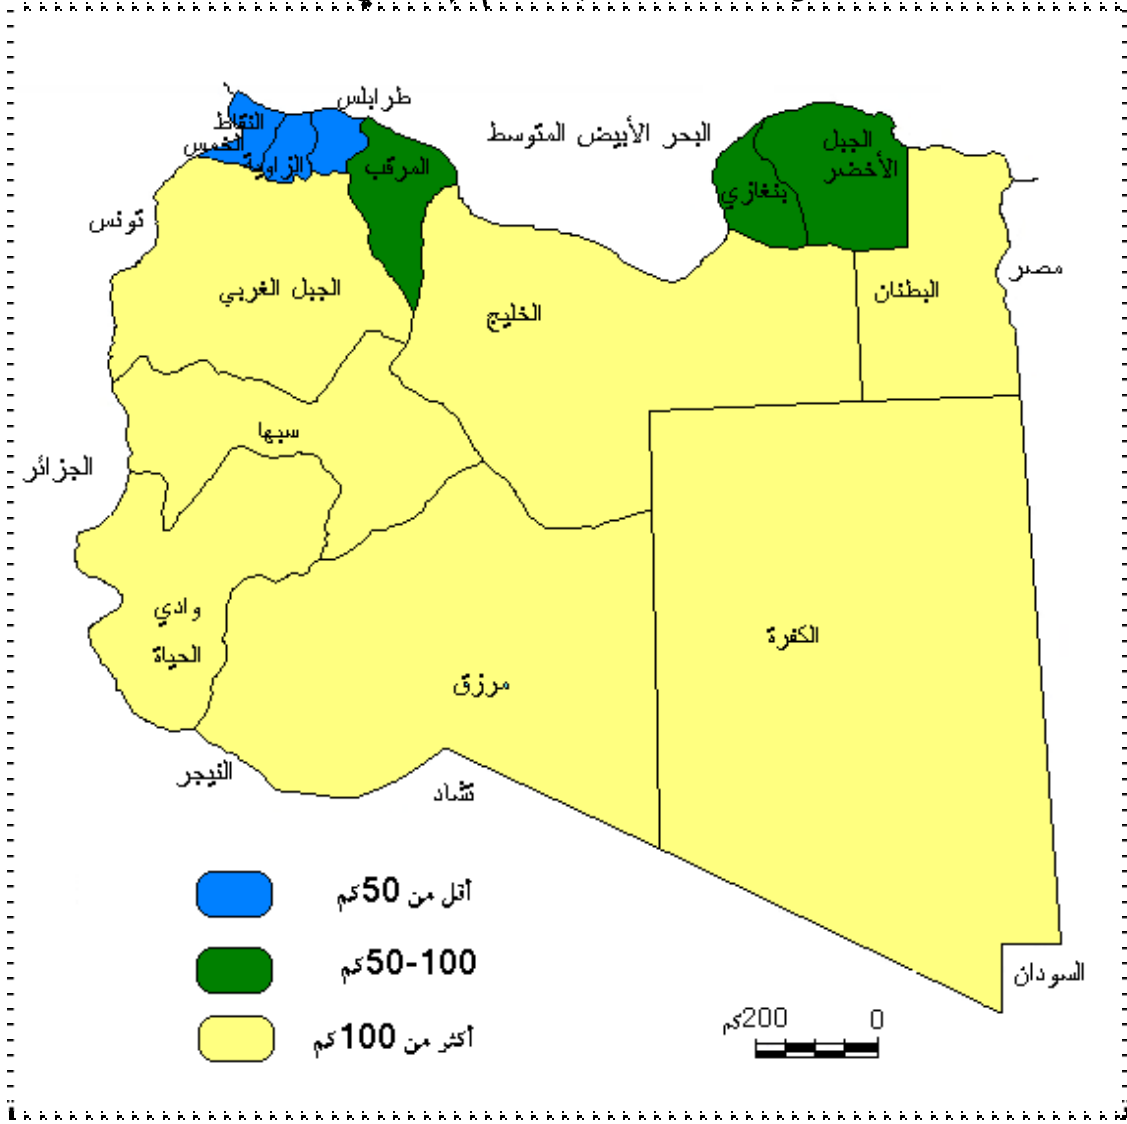 طرابلس
النقاط
الخمس
الزاوية
المرقب
البحر الأبيض المتوسط
الجبل
الأخضر
بنغازي
تونس
الجبل الغربي
الخليج
البطنان
مصر
سبها
الجزائر
وادي
الحياة
مرزق
الكفرة
النيجر
تشاد
السودان
أقل من 50كم
50-100كم
أكثر من 100كم
200كم
0